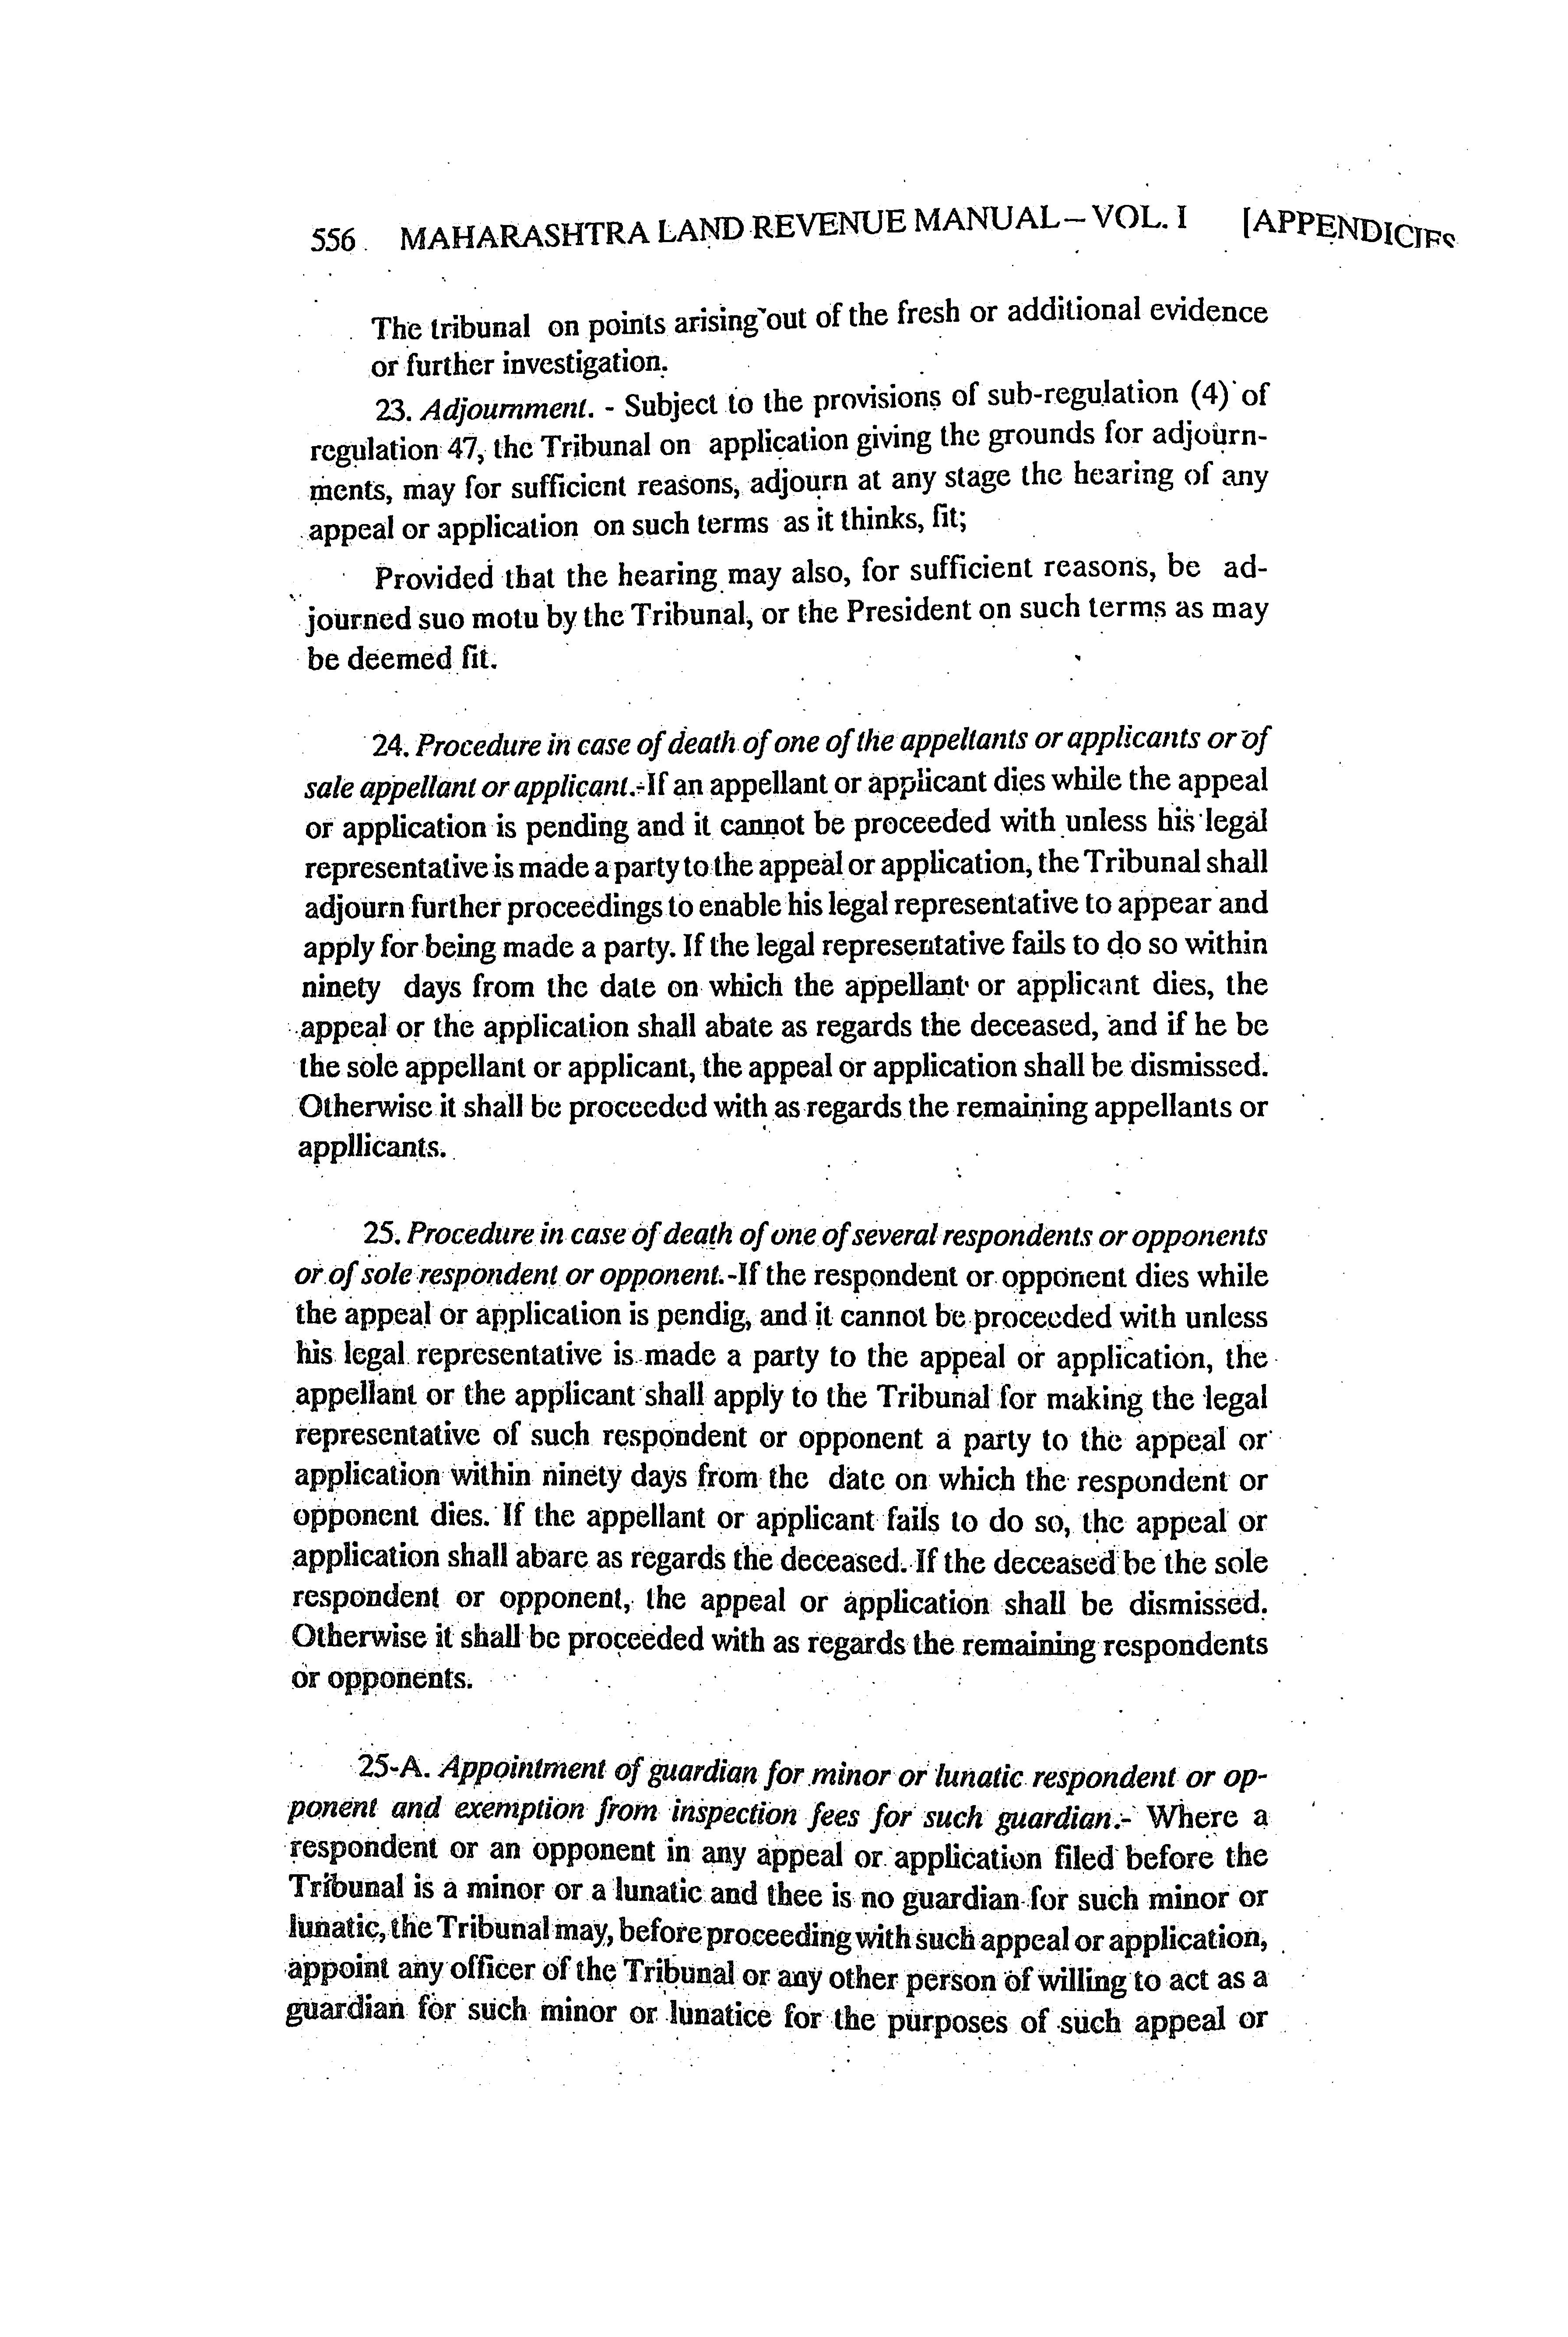 556 MAHARASHTRA LAND REVENUE MANUAL – VOL. I [APPENDICIES
The tribunal on points arising out of the fresh or additional evidence
or further investigation.
23. Adjournment. - Subject to the provisions of sub-regulation (4) of
regulation 47, the Tribunal on application giving the grounds for adjourn-
ments, may for sufficient reasons, adjourn at any stage the hearing of any
appeal or application on such terms as it thinks, fit;
Provided that the hearing may also, for sufficient reasons, be ad-
journed suo motu by the Tribunal, or the President on such terms as may
be deemed fit.
24. Procedure in case of death of one of the appellants or applicants or of
sale appellant or applicant.-If an appellant or applicant dies while the appeal
or application is pending and it cannot be proceeded with unless his legal
representative is made a party to the appeal or application, the Tribunal shall
adjourn further proceedings to enable his legal representative to appear and
apply for being made a party. If the legal representative fails to do so within
ninety days from the date on which the appellant or applicant dies, the
appeal or the application shall abate as regards the deceased, and if he be
the sole appellant or applicant, the appeal or application shall be dismissed.
Otherwise it shall be proceeded with as regards the remaining appellants or
appllicants.
25. Procedure in case of death of one of several respondents or opponents
or of sole respondent or opponent.-If the respondent or opponent dies while
the appeal or application is pendig, and it cannot be proceeded with unless
his legal representative is made a party to the appeal or application, the
appellant or the applicant shall apply to the Tribunal for making the legal
representative of such respondent or opponent a party to the appeal or
application within ninety days from the date on which the respondent or
opponent dies. If the appellant or applicant fails to do so, the appeal or
application shall abare as regards the deceased. If the deceased be the sole
respondent or opponent, the appeal or application shall be dismissed.
Otherwise it shall be proceeded with as regards the remaining respondents
or opponents.
25-A. Appointment of guardian for minor or lunatic respondent or op-
ponent and exemption from inspection fees for such guardian.- Where a
respondent or an opponent in any appeal or application filed before the
Tribunal is a minor or a lunatic and thee is no guardian for such minor or
lunatic, the Tribunal may, before proceeding with such appeal or application,
appoint any officer of the Tribunal or any other person of willing to act as a
guardian for such minor or lunatice for the purposes of such appeal or